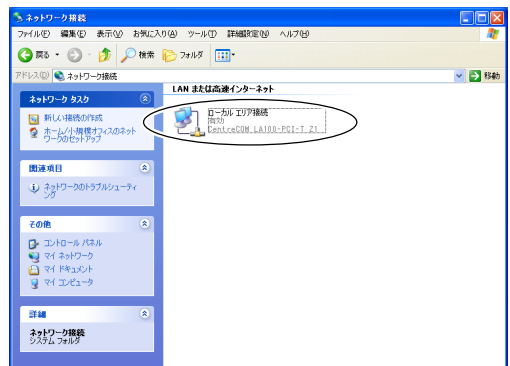 ネットワーク接続
ファイル(F) 編集(E) 表示(V) お気に入り(A) ツール(T) 詳細設定(N) ヘルプ(H)
戻る 検索 フォルダ
アドレス(D) ネットワーク接続 移動
ネットワーク タスク
新しい接続の作成
ホーム/小規模オフィスのネット
ワークのセットアップ
関連項目
ネットワークのトラブルシューティ
ング
その他
コントロール パネル
マイ ネットワーク
マイ ドキュメント
マイ コンピュータ
詳細
ネットワーク接続
システム フォルダ
LAN または高速インターネット
ローカル エリア接続
有効
CentreCOM LA100-PCI-T Z1...